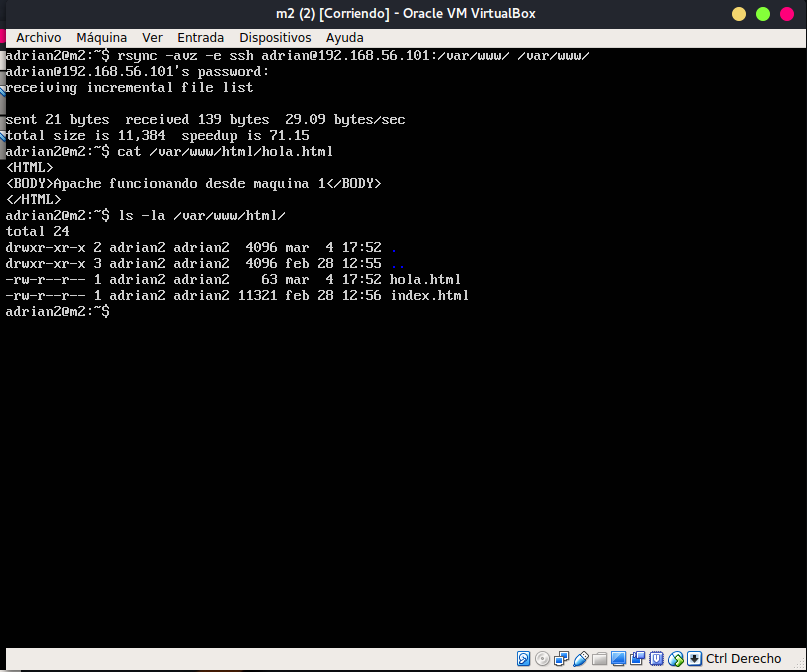 m2 (2) [Corriendo] - Oracle VM VirtualBox
Archivo Máquina Ver Entrada Dispositivos Ayuda
adrian2@m2:~$ rsync -avz -e ssh adrian@192.168.56.101:/var/www/ /var/www/
adrian@192.168.56.101's password:
receiving incremental file list
sent 21 bytes  received 139 bytes  29.09 bytes/sec
total size is 11,384  speedup is 71.15
adrian2@m2:~$ cat /var/www/html/hola.html
<HTML>
<BODY>Apache funcionando desde maquina 1</BODY>
</HTML>
adrian2@m2:~$ ls -la /var/www/html/
total 24
drwxr-xr-x 2 adrian2 adrian2  4096 mar  4 17:52 .
drwxr-xr-x 3 adrian2 adrian2  4096 feb 28 12:55 ..
-rw-r--r-- 1 adrian2 adrian2    63 mar  4 17:52 hola.html
-rw-r--r-- 1 adrian2 adrian2 11321 feb 28 12:56 index.html
adrian2@m2:~$
Ctrl Derecho